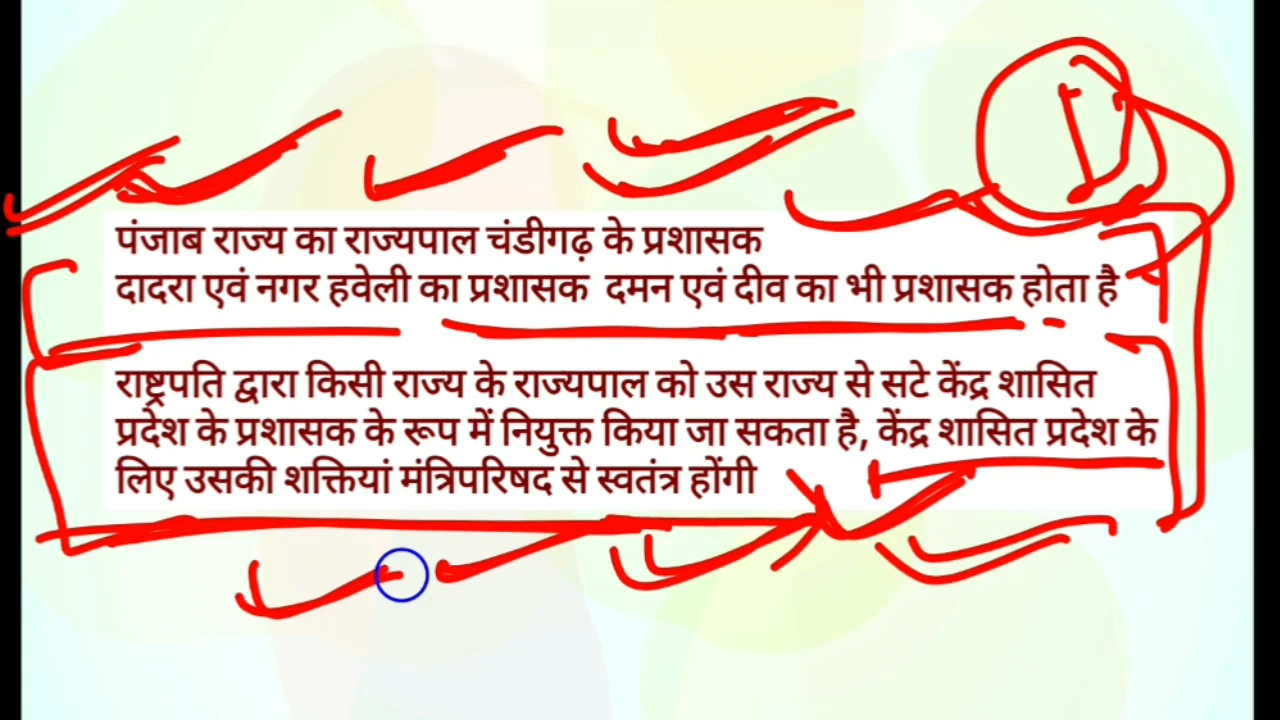 पंजाब राज्य का राज्यपाल चंडीगढ़ के प्रशासक
दादरा एवं नगर हवेली का प्रशासक दमन एवं दीव का भी प्रशासक होता है
राष्ट्रपति द्वारा किसी राज्य के राज्यपाल को उस राज्य से सटे केंद्र शासित
प्रदेश के प्रशासक के रूप में नियुक्त किया जा सकता है, केंद्र शासित प्रदेश के
लिए उसकी शक्तियां मंत्रिपरिषद से स्वतंत्र होंगी